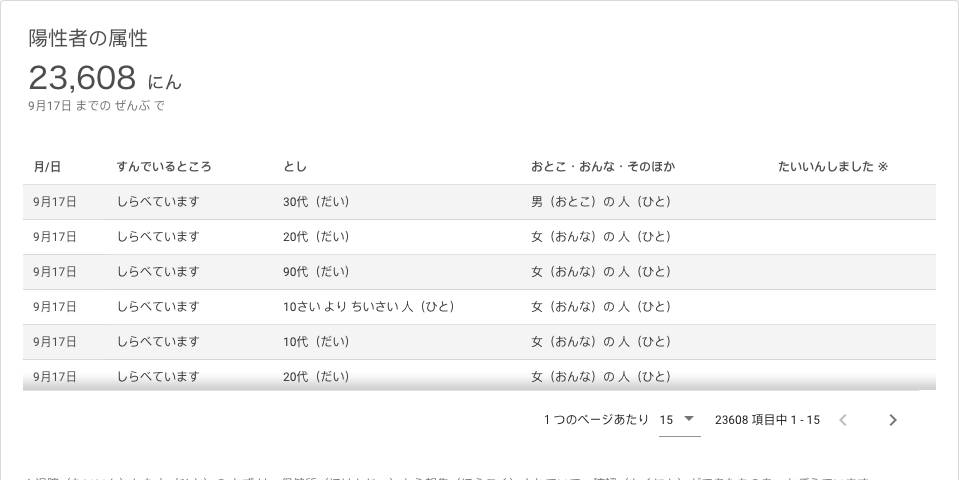 陽性者の属性
23,608 にん
9月17日 までの ぜんぶ で
月/日 すんでいるところ とし おとこ・おんな・そのほか たいいんしました ※
9月17日 しらべています 30代（だい） 男（おとこ）の 人（ひと）
9月17日 しらべています 20代（だい） 女（おんな）の 人（ひと）
9月17日 しらべています 90代（だい） 女（おんな）の 人（ひと）
9月17日 しらべています 10さい より ちいさい 人（ひと） 女（おんな）の 人（ひと）
9月17日 しらべています 10代（だい） 女（おんな）の 人（ひと）
9月17日 しらべています 20代（だい） 女（おんな）の 人（ひと）
1 つのページあたり 15 23608 項目中 1 - 15